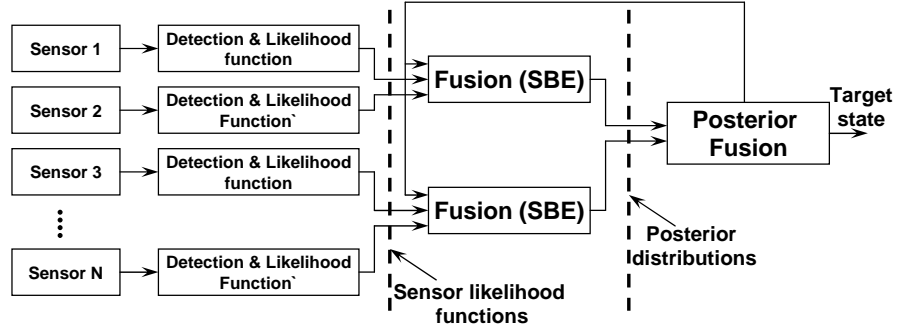 Sensor 1
Detection & Likelihood
function
Sensor 2
Detection & Likelihood
Function`
Sensor 3
Detection & Likelihood
function
Sensor N
Detection & Likelihood
Function`
Fusion (SBE)
Fusion (SBE)
Posterior
Fusion
Target
state
Sensor likelihood
functions
Posterior
distributions